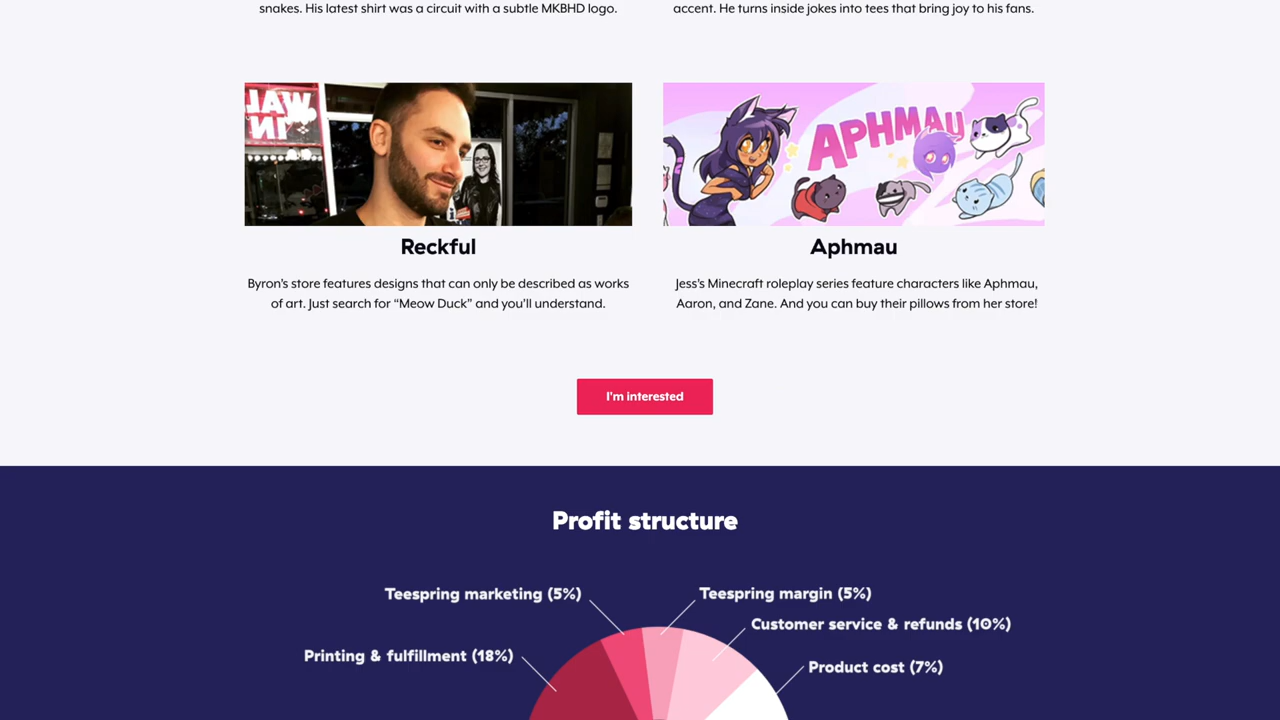 snakes. His latest shirt was a circuit with a subtle MKBHD logo.
accent. He turns inside jokes into tees that bring joy to his fans.
WAL
IN
APHMAU
Reckful
Byron's store features designs that can only be described as works
of art. Just search for “Meow Duck” and you'll understand.
Aphmau
Jess's Minecraft roleplay series feature characters like Aphmau,
Aaron, and Zane. And you can buy their pillows from her store!
I'm interested
Profit structure
Teespring marketing (5%)
Teespring margin (5%)
Customer service & refunds (10%)
Printing & fulfillment (18%)
Product cost (7%)